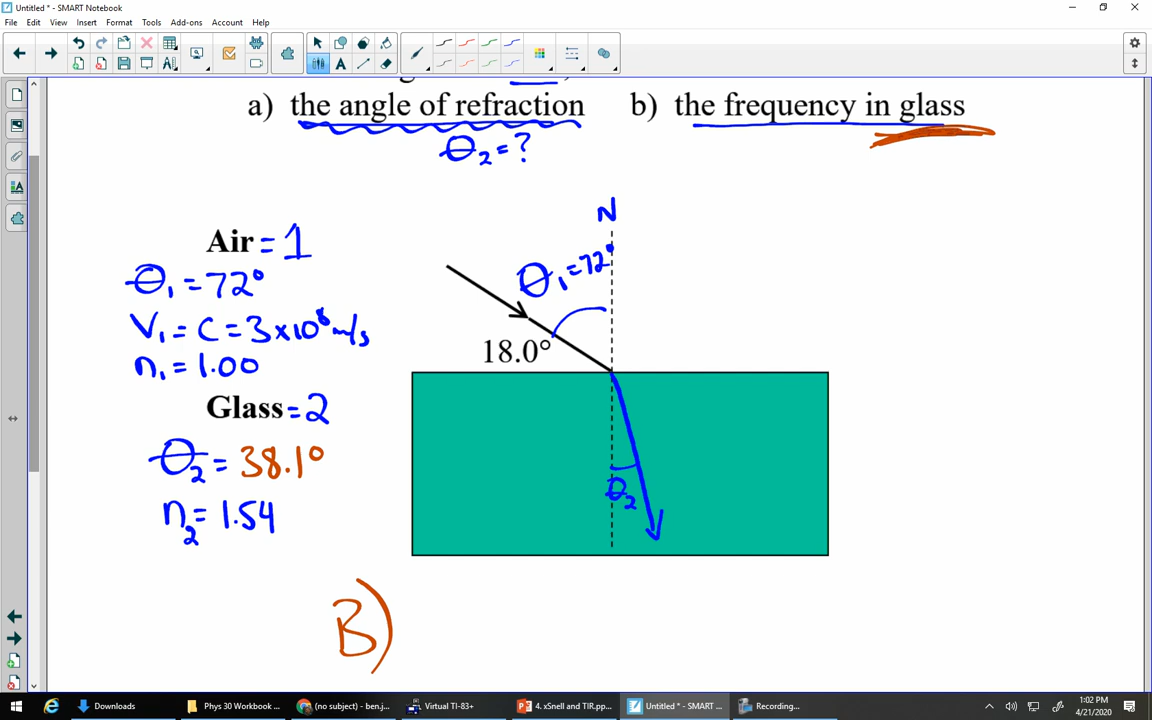 Untitled * - SMART Notebook
File Edit View Insert Format Tools Add-ons Account Help
a) the angle of refraction b) the frequency in glass
θ₂ = ?
N
Air = 1
θ₁ = 72°
θ₁ = 72°
V₁ = C = 3×10⁸ m/s
18.0°
n₁ = 1.00
Glass = 2
θ₂ = 38.1°
θ₂
n₂ = 1.54
B)
Downloads Phys 30 Workbook ... (no subject) - ben.j... Virtual TI-83+ 4. xSnell and TIR.pp... Untitled * - SMART ... Recording...
1:02 PM
4/21/2020